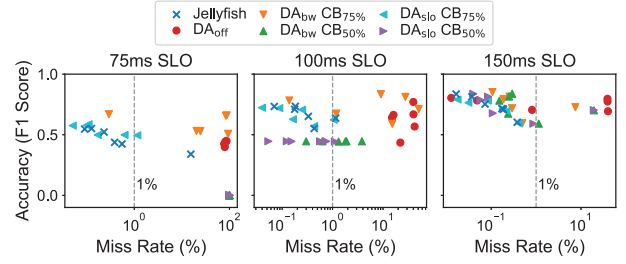 Jellyfish DA_bw CB_75% DA_slo CB_75%
DA_off DA_bw CB_50% DA_slo CB_50%
75ms SLO 100ms SLO 150ms SLO
Accuracy (F1 Score)
1.0
0.5
0.0
1% 1% 1%
10^0 10^2 10^-1 10^0 10^1 10^-1 10^1
Miss Rate (%) Miss Rate (%) Miss Rate (%)